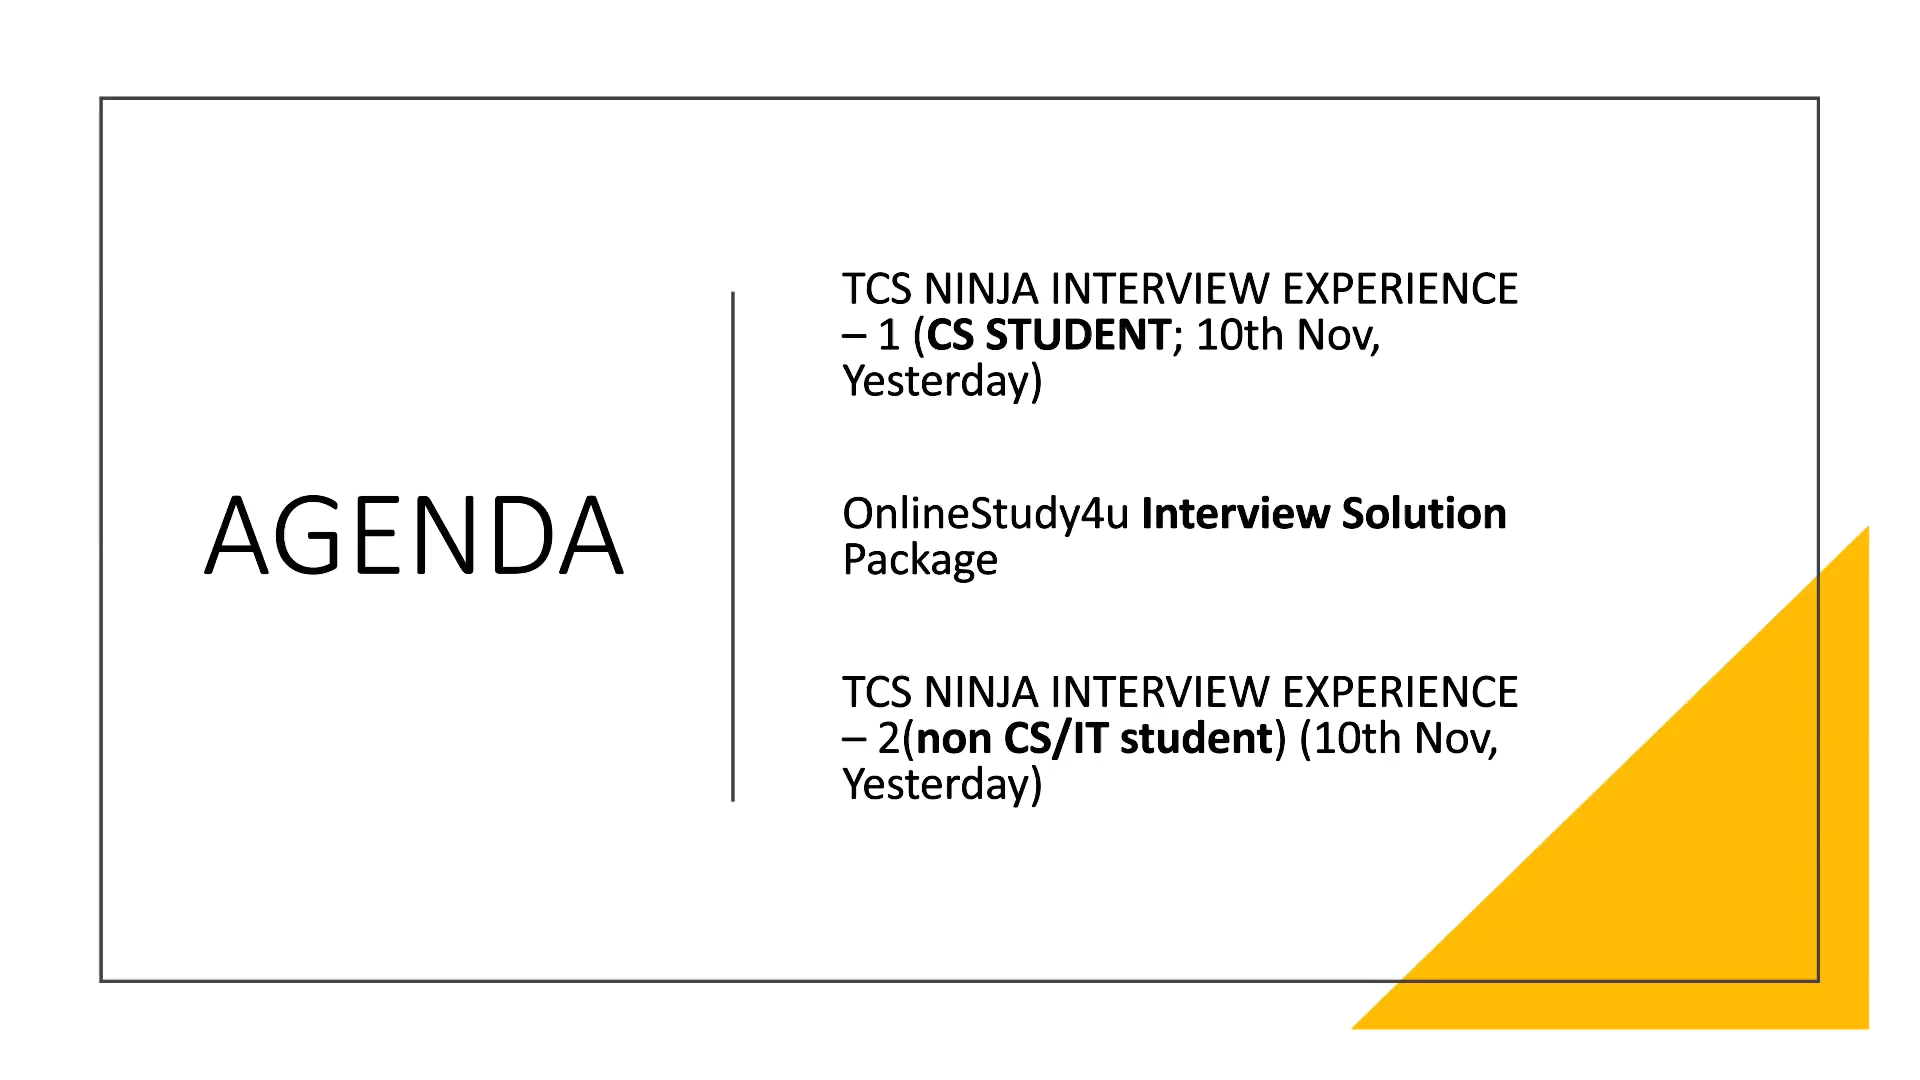 AGENDA
TCS NINJA INTERVIEW EXPERIENCE
– 1 (CS STUDENT; 10th Nov,
Yesterday)
OnlineStudy4u Interview Solution
Package
TCS NINJA INTERVIEW EXPERIENCE
– 2(non CS/IT student) (10th Nov,
Yesterday)